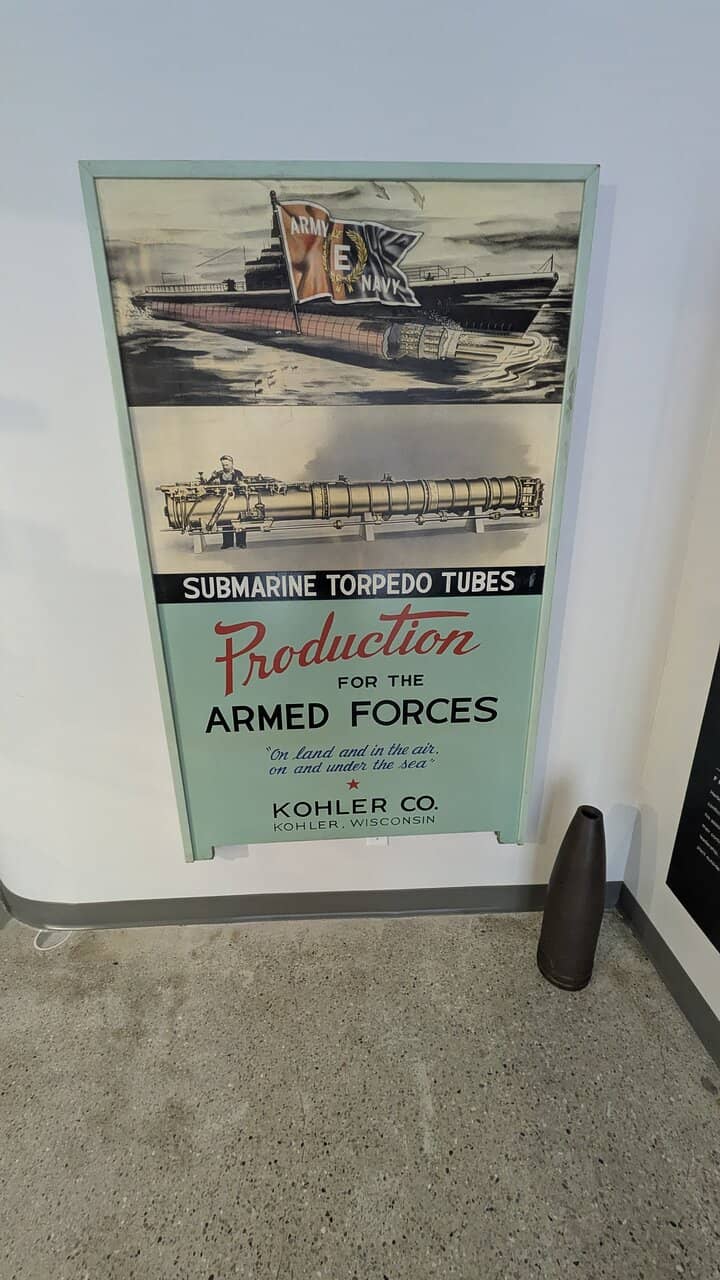 ARMY
E
NAVY
SUBMARINE TORPEDO TUBES
Production
FOR THE
ARMED FORCES
"On land and in the air,
on and under the sea"
KOHLER CO.
KOHLER, WISCONSIN